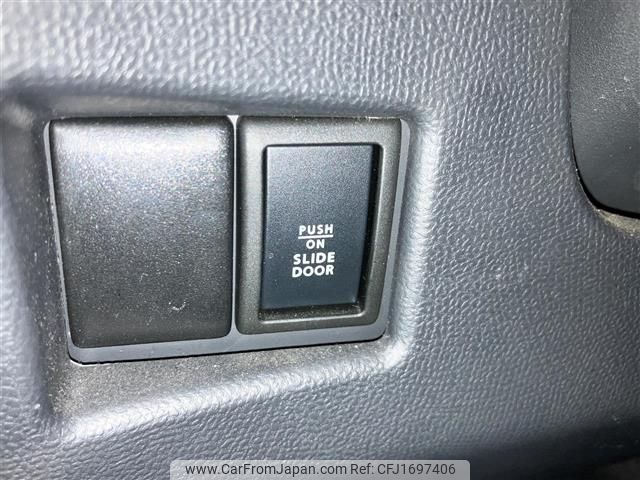 PUSH
ON
SLIDE
DOOR
www.CarFromJapan.com REF:CFJ1697406